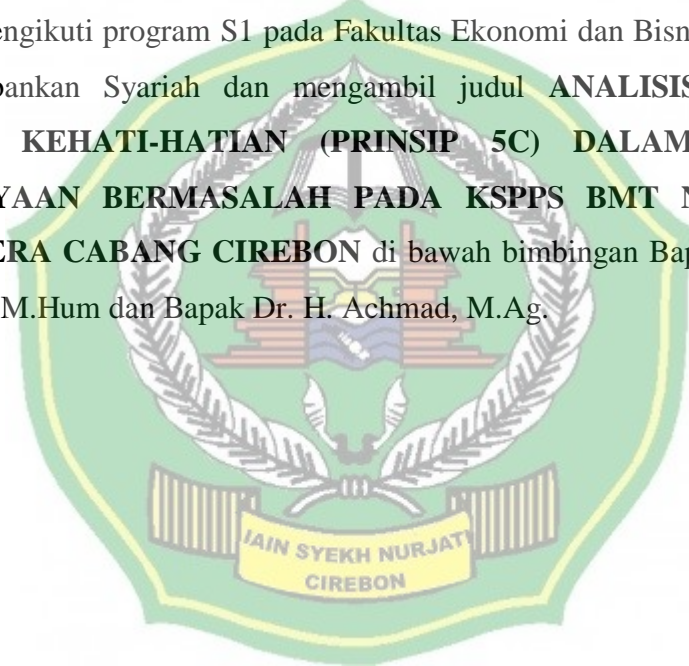 engikuti program S1 pada Fakultas Ekonomi dan Bisn
bankan Syariah dan mengambil judul ANALISIS
KEHATI-HATIAN (PRINSIP 5C) DALAM
YAAN BERMASALAH PADA KSPPS BMT N
ERA CABANG CIREBON di bawah bimbingan Bap
M.Hum dan Bapak Dr. H. Achmad, M.Ag.
IAIN SYEKH NURJATI
CIREBON